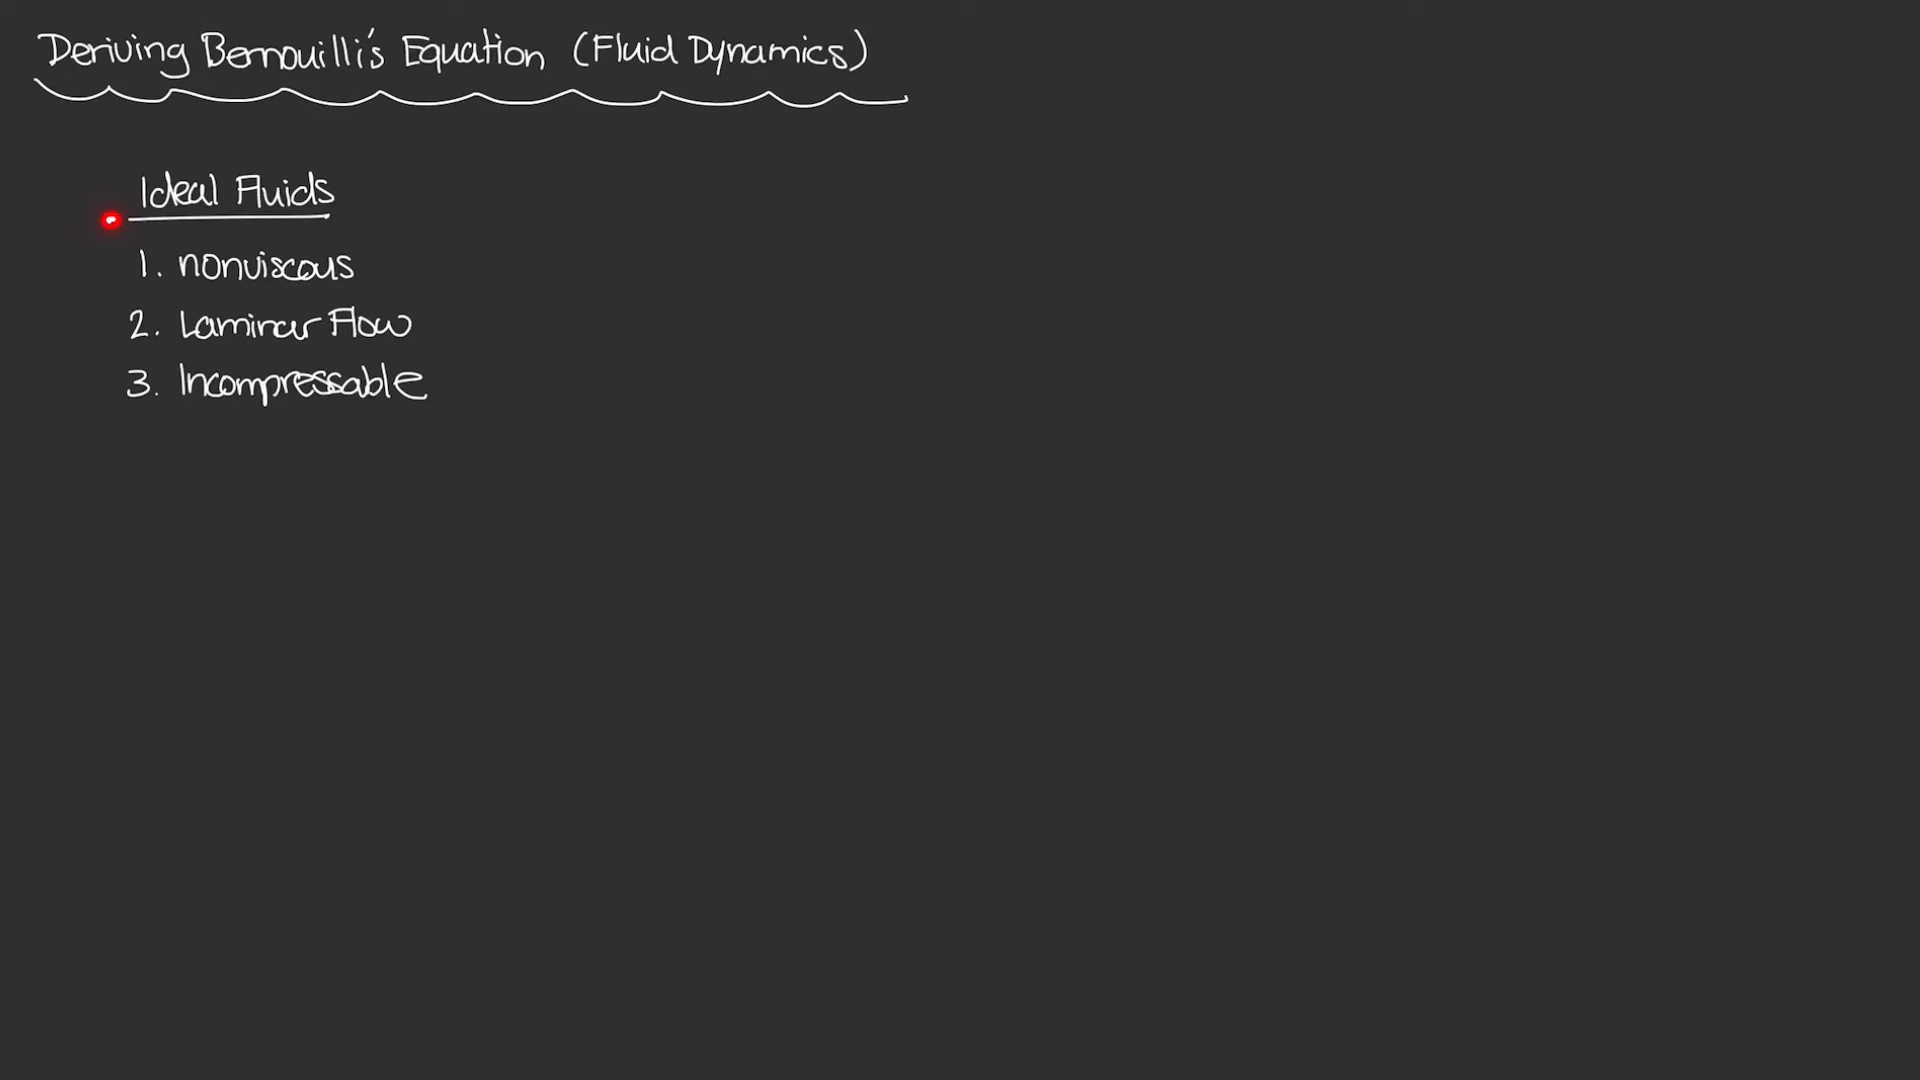 Deriving Bernouilli's Equation (Fluid Dynamics)
Ideal Fluids
1. nonviscous
2. Laminar Flow
3. Incompressable